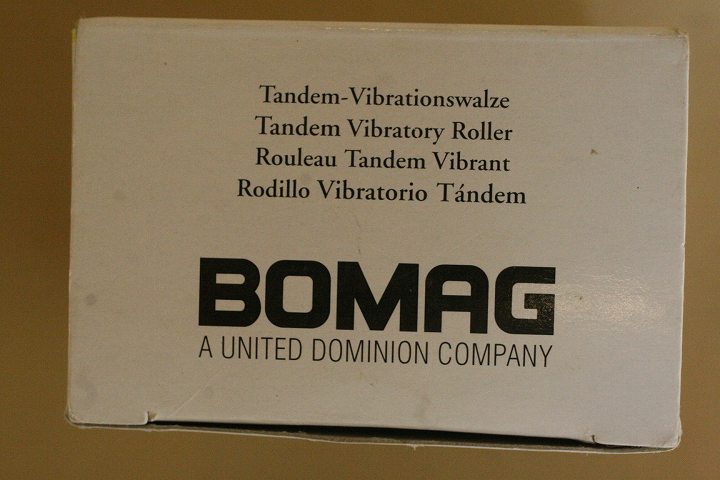 Tandem-Vibrationswalze
Tandem Vibratory Roller
Rouleau Tandem Vibrant
Rodillo Vibratorio Tándem
BOMAG
A UNITED DOMINION COMPANY